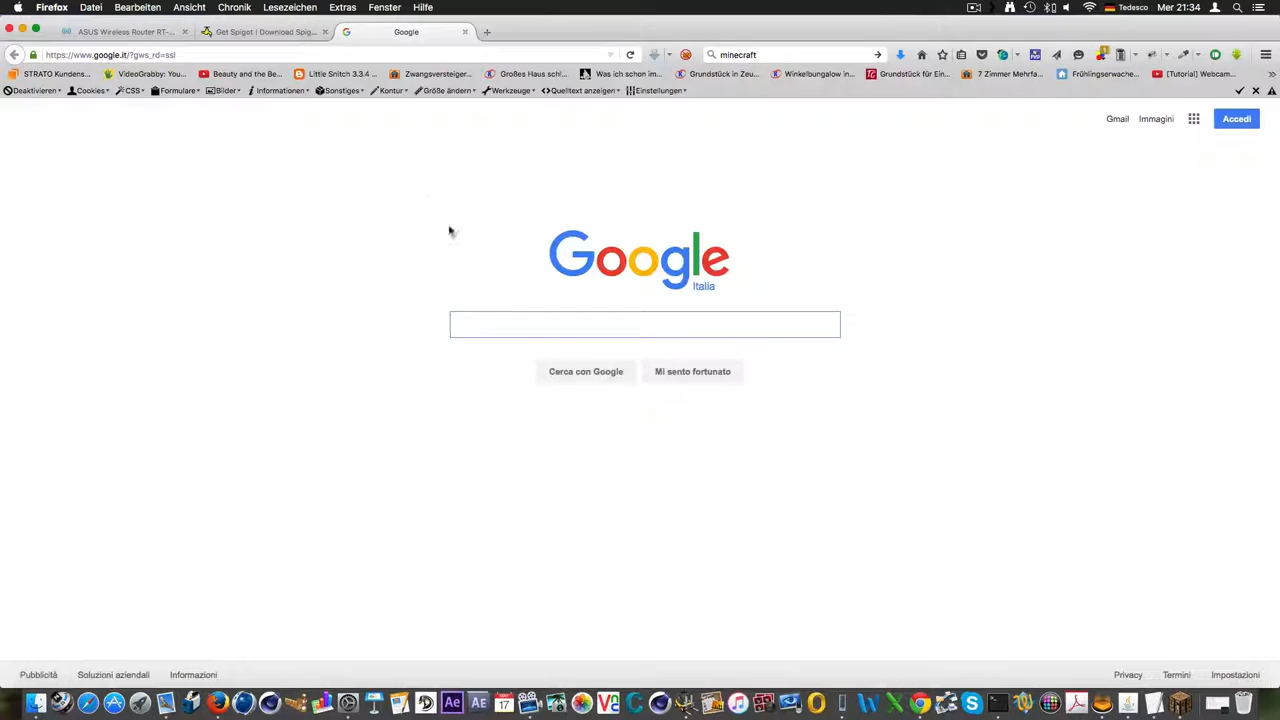 Firefox Datei Bearbeiten Ansicht Chronik Lesezeichen Extras Fenster Google Hilfe Tedesco Mer 21:34
ASUS Wireless Router RT-... Get Spigot | Download Spig... Google
https://www.google.it/?gws_rd=ssl minecraft
STRATO Kundens... VideoGrabby: You... Beauty and the Be... Little Snitch 3.3.4 ... Zwangsversteiger... Großes Haus schl... Was ich schon im... Grundstück in Zeu... Winkelbungalow in... Grundstück für Ein... 7 Zimmer Mehrfa... Frühlingserwache... [Tutorial] Webcam...
Deaktivieren Cookies CSS Formulare Bilder Informationen Sonstiges Kontur Größe ändern Werkzeuge Quelltext anzeigen Einstellungen
Gmail Immagini Accedi
Google
Italia
Cerca con Google Mi sento fortunato
Pubblicità Soluzioni aziendali Informazioni Privacy Termini Impostazioni
Ae Ae 17